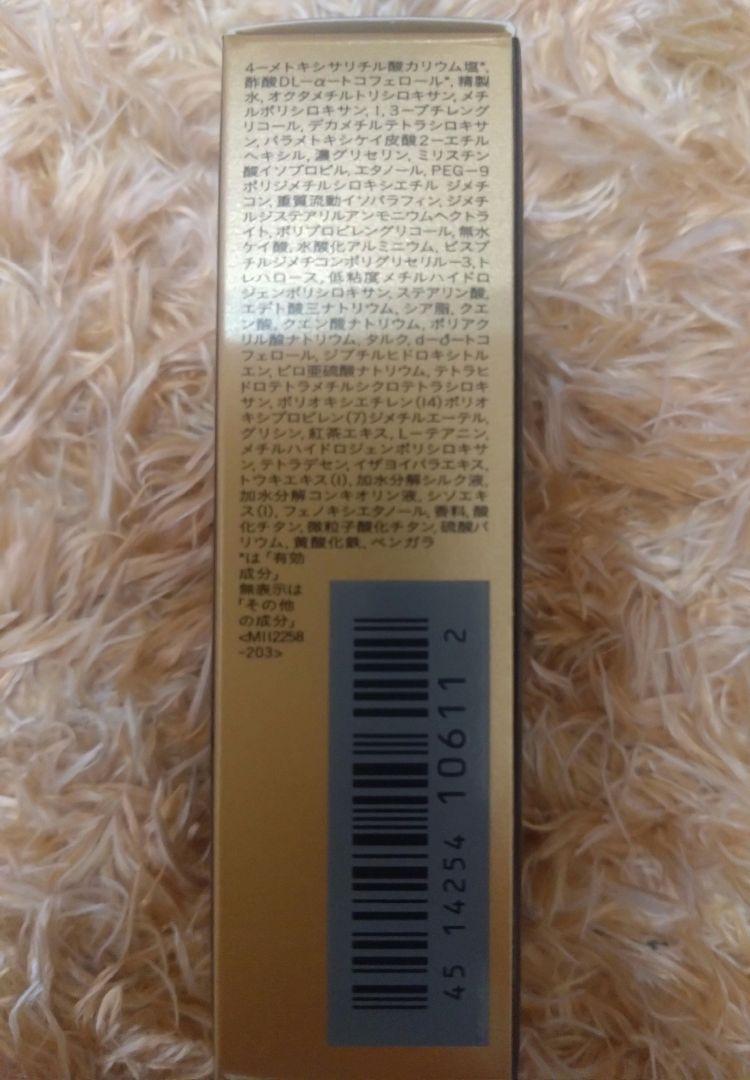 4－メトキシサリチル酸カリウム塩*,
酢酸DL－α－トコフェロール*, 精製
水, オクタメチルトリシロキサン, メチ
ルポリシロキサン, 1, 3－ブチレング
リコール, デカメチルテトラシロキサ
ン, パラメトキシケイ皮酸2－エチル
ヘキシル, 濃グリセリン, ミリスチン
酸イソプロピル, エタノール, PEG－9
ポリジメチルシロキシエチル ジメチ
コン, 重質流動イソパラフィン, ジメチ
ルジステアリルアンモニウムヘクトラ
イト, ポリプロピレングリコール, 無水
ケイ酸, 水酸化アルミニウム, ビスブ
チルジメチコンポリグリセリル－3, ト
レハロース, 低粘度メチルハイドロ
ジェンポリシロキサン, ステアリン酸,
エデト酸三ナトリウム, シア脂, クエ
ン酸, クエン酸ナトリウム, ポリアク
リル酸ナトリウム, タルク, d－δ－トコ
フェロール, ジブチルヒドロキシトル
エン, ピロ亜硫酸ナトリウム, テトラヒ
ドロテトラメチルシクロテトラシロキ
サン, ポリオキシエチレン(14)ポリオ
キシプロピレン(7)ジメチルエーテル,
グリシン, 紅茶エキス, L－テアニン,
メチルハイドロジェンポリシロキサ
ン, テトラデセン, イザヨイバラエキス,
トウキエキス(1), 加水分解シルク液,
加水分解コンキオリン液, シソエキ
ス(1), フェノキシエタノール, 香料, 酸
化チタン, 微粒子酸化チタン, 硫酸バ
リウム, 黄酸化鉄, ベンガラ
*は「有効
成分」
無表示は
「その他
の成分」
<M112258
-203>
45 14254 10611 2